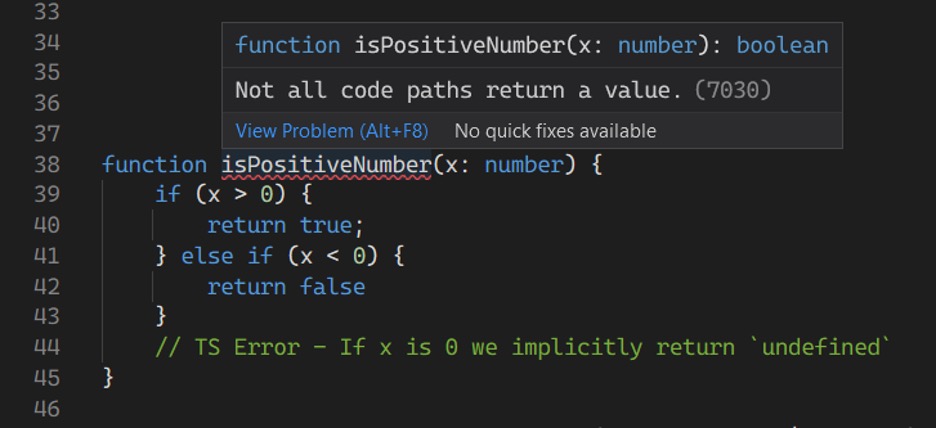 33
34
function isPositiveNumber(x: number): boolean
35
36
Not all code paths return a value. (7030)
37
View Problem (Alt+F8) No quick fixes available
38 function isPositiveNumber(x: number) {
39 if (x > 0) {
40 return true;
41 } else if (x < 0) {
42 return false
43 }
44 // TS Error – If x is 0 we implicitly return `undefined`
45 }
46